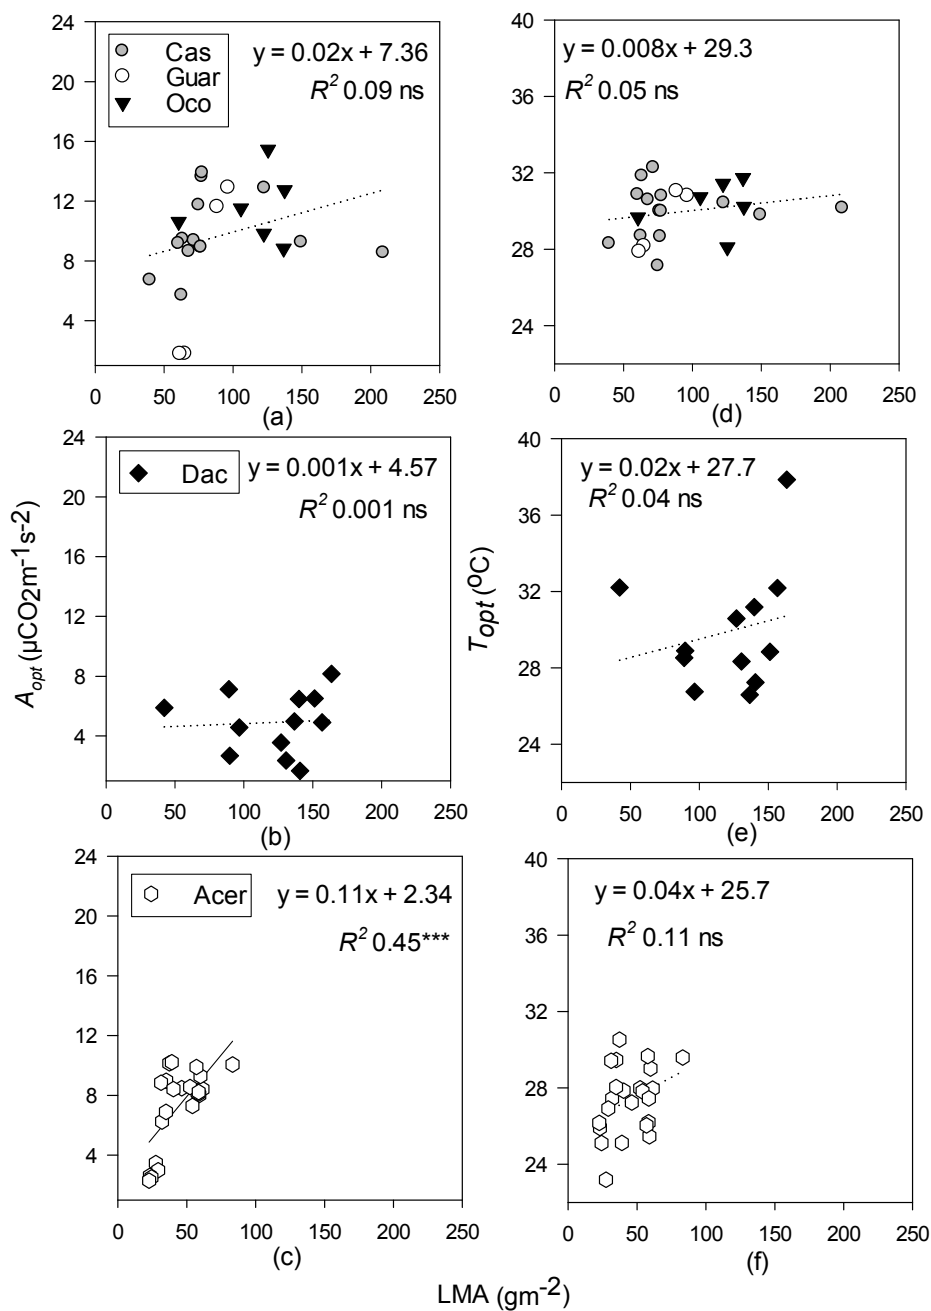 24
20
16
12
8
4
0 50 100 150 200 250
Cas
Guar
Oco
y = 0.02x + 7.36
R² 0.09 ns
(a)
40
36
32
28
24
0 50 100 150 200 250
y = 0.008x + 29.3
R² 0.05 ns
(d)
24
20
16
12
8
4
0 50 100 150 200 250
Dac
y = 0.001x + 4.57
R² 0.001 ns
(b)
A_opt (µCO2m-1s-2)
40
36
32
28
24
0 50 100 150 200 250
y = 0.02x + 27.7
R² 0.04 ns
(e)
T_opt (°C)
24
20
16
12
8
4
0 50 100 150 200 250
Acer
y = 0.11x + 2.34
R² 0.45***
(c)
40
36
32
28
24
0 50 100 150 200 250
y = 0.04x + 25.7
R² 0.11 ns
(f)
LMA (gm⁻²)